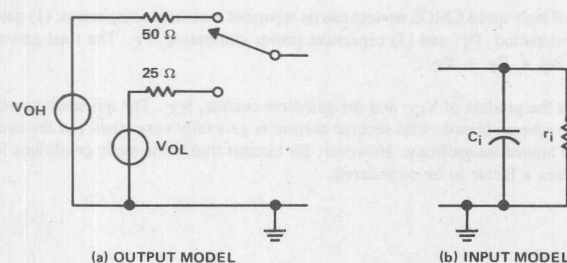 50 Ω
25 Ω
VOH
VOL
Ci
ri
(a) OUTPUT MODEL
(b) INPUT MODEL